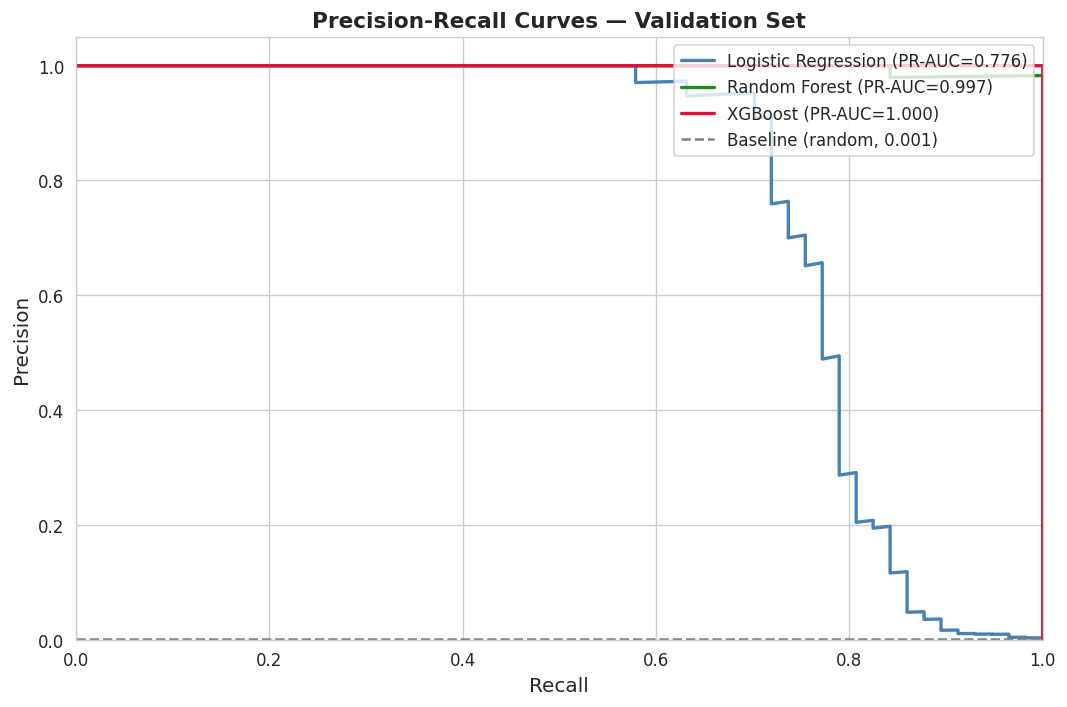 Precision-Recall Curves — Validation Set
Logistic Regression (PR-AUC=0.776)
Random Forest (PR-AUC=0.997)
XGBoost (PR-AUC=1.000)
Baseline (random, 0.001)
Precision
1.0
0.8
0.6
0.4
0.2
0.0
0.0 0.2 0.4 0.6 0.8 1.0
Recall